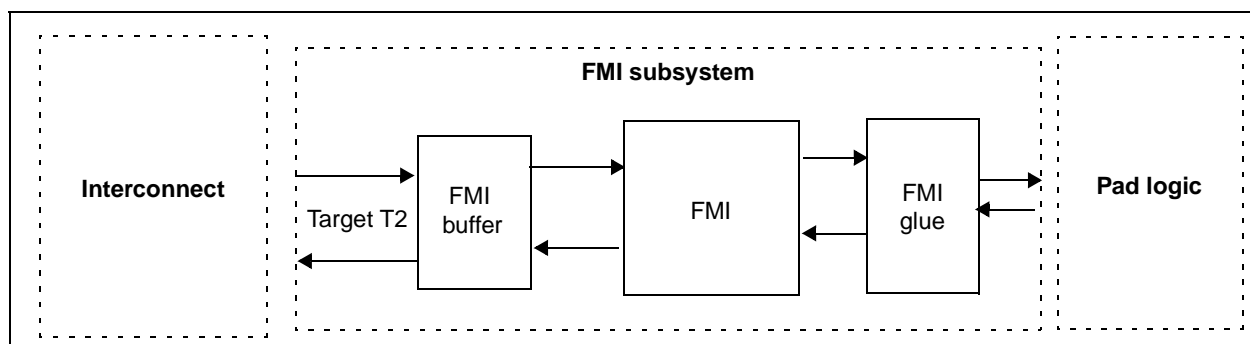 FMI subsystem
Interconnect
Target T2
FMI
buffer
FMI
FMI
glue
Pad logic